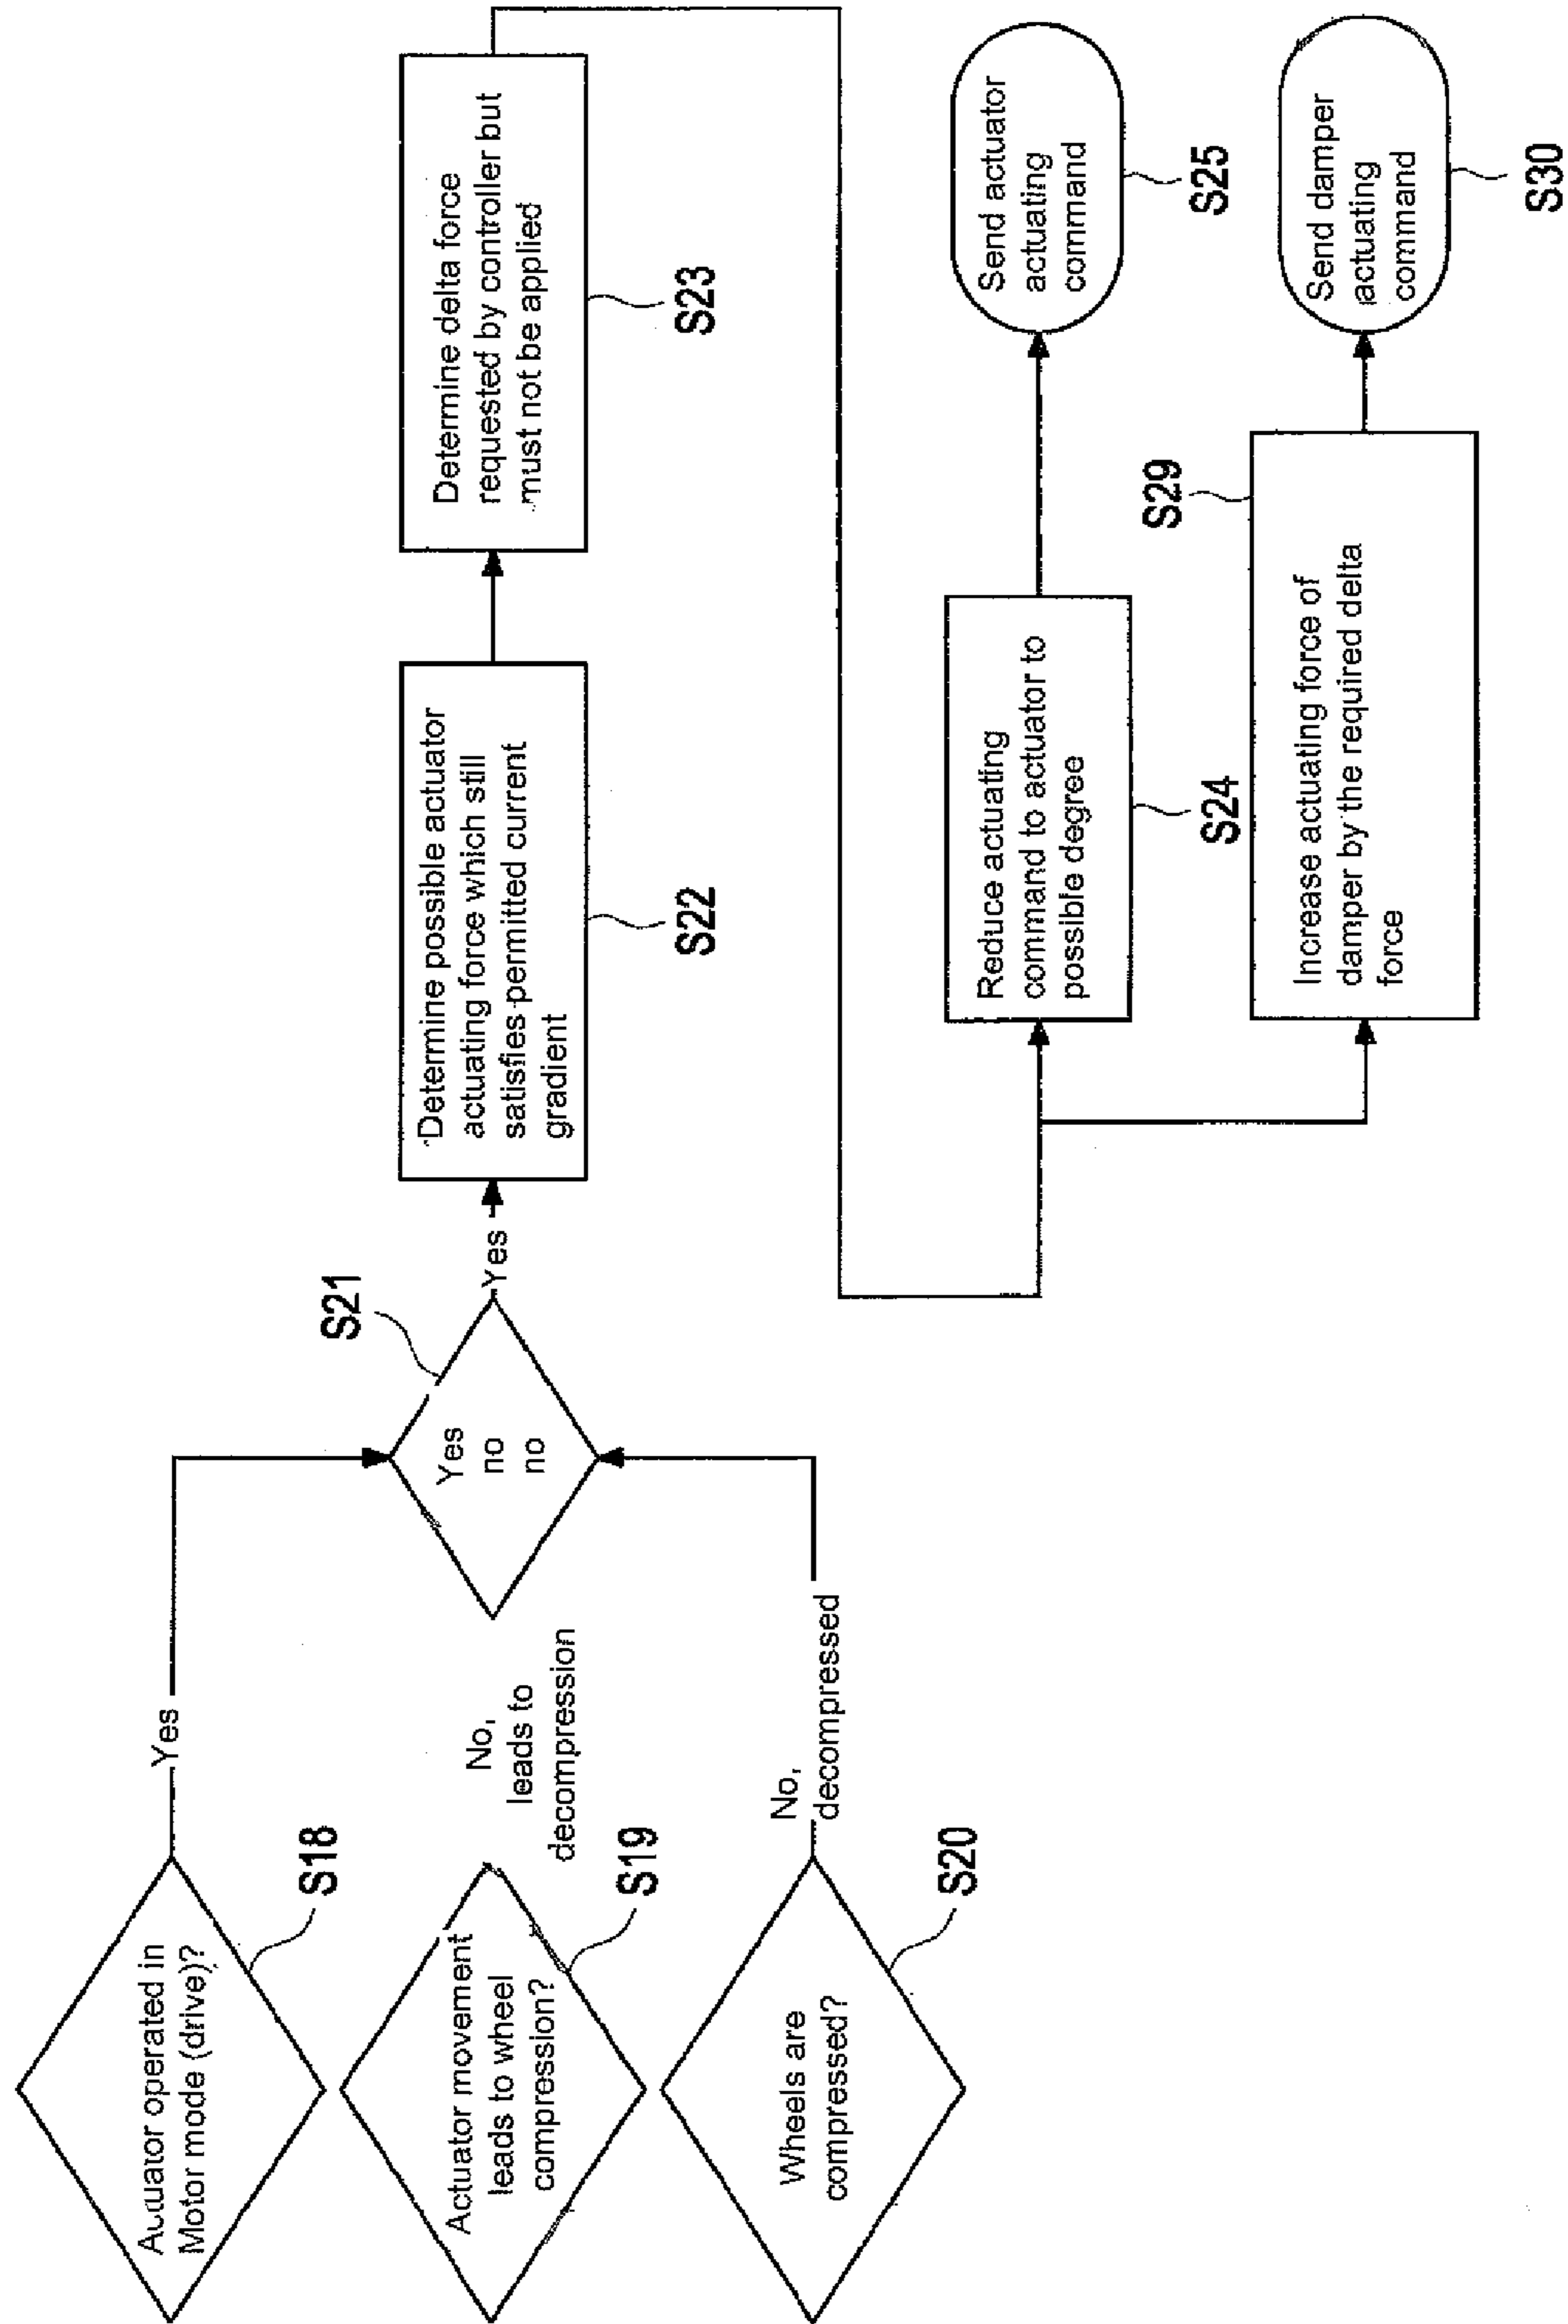 Actuator operated in
Motor mode (drive)?
S18
Yes
Actuator movement
leads to wheel
compression?
S19
No,
leads to
decompression
Wheels are
compressed?
S20
No,
decompressed
Yes
no
no
S21
Yes
Determine possible actuator
actuating force which still
satisfies permitted current
gradient
S22
Determine delta force
requested by controller but
must not be applied
S23
Reduce actuating
command to actuator to
possible degree
S24
Send actuator
actuating
command
S25
Increase actuating force of
damper by the required delta
force
S29
Send damper
actuating
command
S30